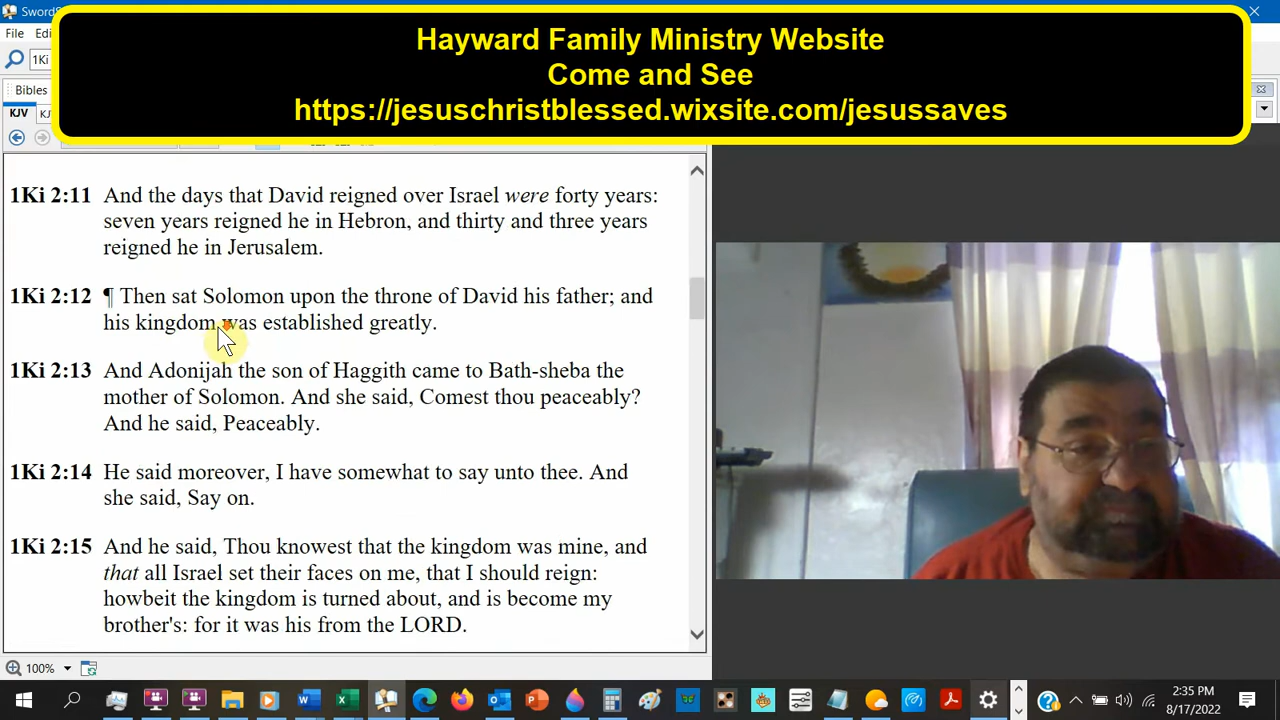 SwordS
Hayward Family Ministry Website
Come and See
https://jesuschristblessed.wixsite.com/jesussaves
File
1Ki
Bibles
KJV
1Ki 2:11 And the days that David reigned over Israel were forty years:
seven years reigned he in Hebron, and thirty and three years
reigned he in Jerusalem.
1Ki 2:12 ¶ Then sat Solomon upon the throne of David his father; and
his kingdom was established greatly.
1Ki 2:13 And Adonijah the son of Haggith came to Bath-sheba the
mother of Solomon. And she said, Comest thou peaceably?
And he said, Peaceably.
1Ki 2:14 He said moreover, I have somewhat to say unto thee. And
she said, Say on.
1Ki 2:15 And he said, Thou knowest that the kingdom was mine, and
that all Israel set their faces on me, that I should reign:
howbeit the kingdom is turned about, and is become my
brother's: for it was his from the LORD.
100%
2:35 PM
8/17/2022